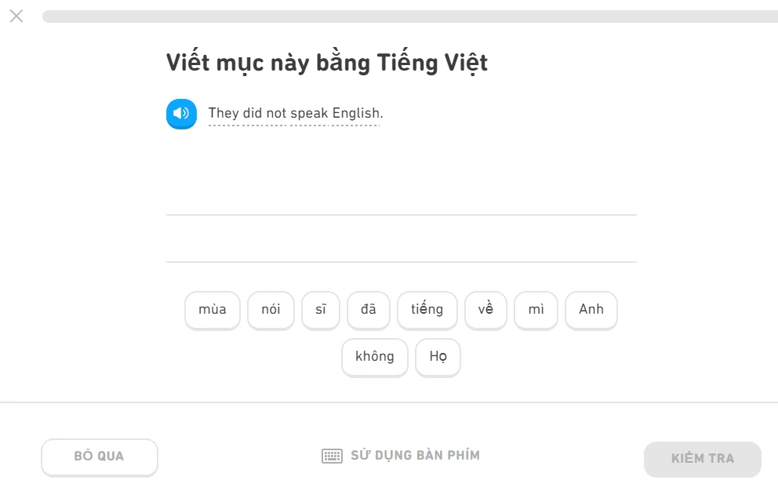 Viết mục này bằng Tiếng Việt
They did not speak English.
mùa nói sĩ đã tiếng về mì Anh
không Họ
BỎ QUA SỬ DỤNG BÀN PHÍM KIỂM TRA